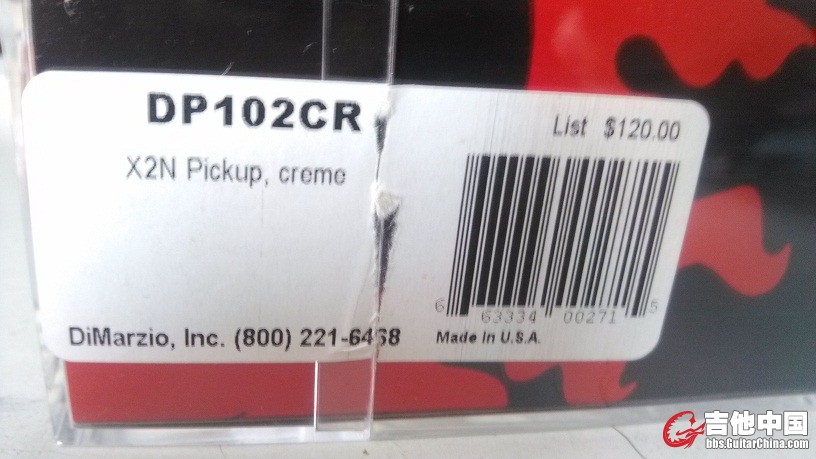 DP102CR
List $120.00
X2N Pickup, creme
6 63334 00271 5
DiMarzio, Inc. (800) 221-6468
Made In U.S.A.
吉他中国
bbs.GuitarChina.com